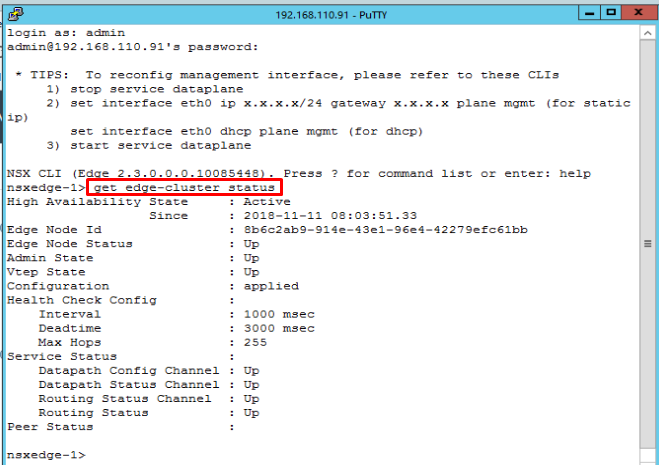 192.168.110.91 - PuTTY
login as: admin
admin@192.168.110.91's password:
* TIPS:  To reconfig management interface, please refer to these CLIs
1) stop service dataplane
2) set interface eth0 ip x.x.x.x/24 gateway x.x.x.x plane mgmt (for static
ip)
set interface eth0 dhcp plane mgmt (for dhcp)
3) start service dataplane
NSX CLI (Edge 2.3.0.0.0.10085448). Press ? for command list or enter: help
nsxedge-1> get edge-cluster status
High Availability State    : Active
Since    : 2018-11-11 08:03:51.33
Edge Node Id    : 8b6c2ab9-914e-43e1-96e4-42279efc61bb
Edge Node Status    : Up
Admin State    : Up
Vtep State    : Up
Configuration    : applied
Health Check Config    :
Interval    : 1000 msec
Deadtime    : 3000 msec
Max Hops    : 255
Service Status    :
Datapath Config Channel : Up
Datapath Status Channel : Up
Routing Status Channel  : Up
Routing Status    : Up
Peer Status    :
nsxedge-1>